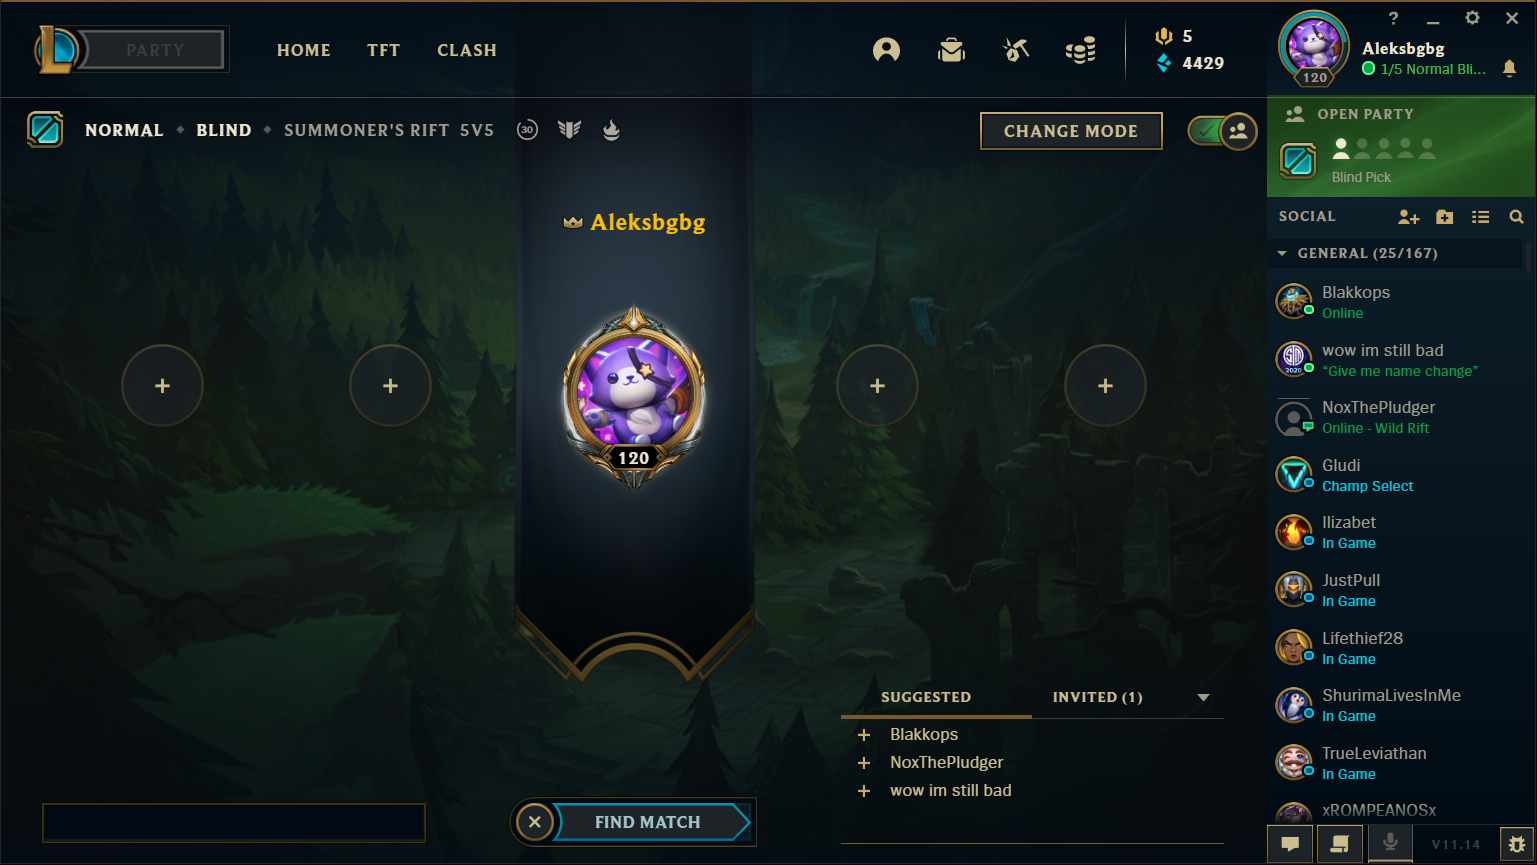 PARTY
HOME
TFT
CLASH
5
4429
?
Aleksbgbg
1/5 Normal Bli...
120
NORMAL
BLIND
SUMMONER'S RIFT 5V5
30
CHANGE MODE
OPEN PARTY
Blind Pick
SOCIAL
GENERAL (25/167)
Blakkops
Online
wow im still bad
“Give me name change”
NoxThePludger
Online - Wild Rift
Gludi
Champ Select
Ilizabet
In Game
JustPull
In Game
Lifethief28
In Game
ShurimaLivesInMe
In Game
TrueLeviathan
In Game
xROMPEANOSx
V11.14
Aleksbgbg
120
SUGGESTED
INVITED (1)
Blakkops
NoxThePludger
wow im still bad
FIND MATCH